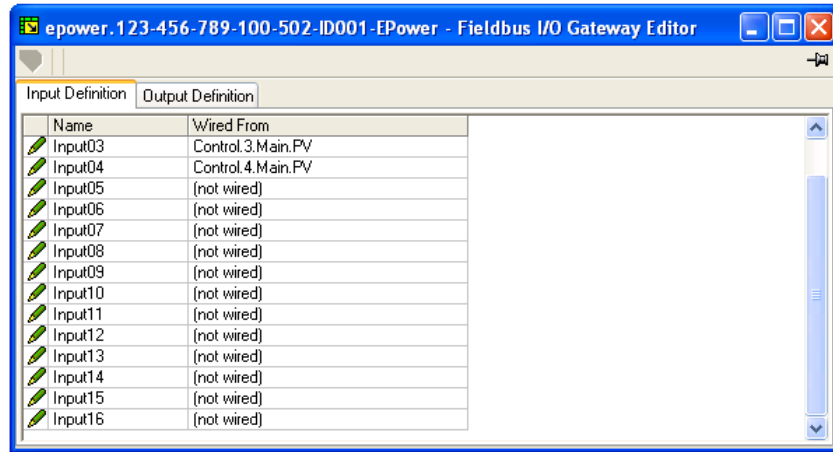 epower.123-456-789-100-502-ID001-EPower - Fieldbus I/O Gateway Editor
Input Definition Output Definition
Name Wired From
Input03 Control.3.Main.PV
Input04 Control.4.Main.PV
Input05 (not wired)
Input06 (not wired)
Input07 (not wired)
Input08 (not wired)
Input09 (not wired)
Input10 (not wired)
Input11 (not wired)
Input12 (not wired)
Input13 (not wired)
Input14 (not wired)
Input15 (not wired)
Input16 (not wired)